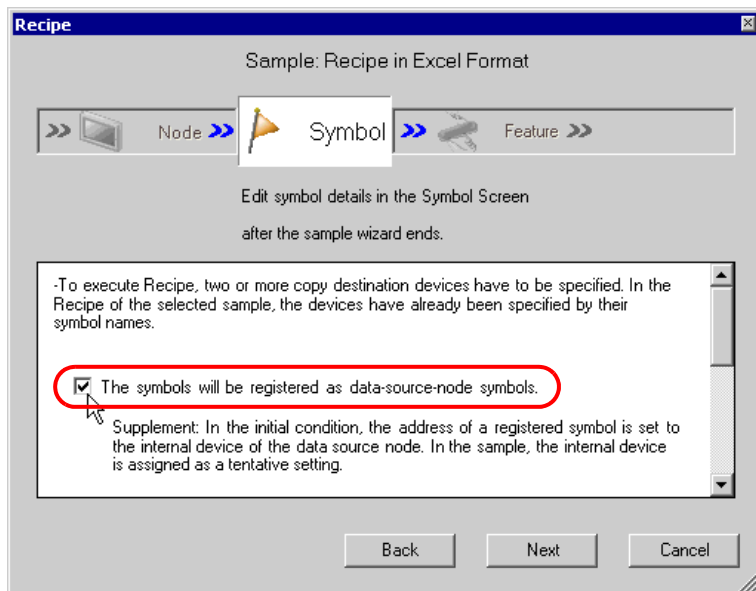 Recipe
Sample: Recipe in Excel Format
>> Node >> Symbol >> Feature >>
Edit symbol details in the Symbol Screen
after the sample wizard ends.
-To execute Recipe, two or more copy destination devices have to be specified. In the
Recipe of the selected sample, the devices have already been specified by their
symbol names.
The symbols will be registered as data-source-node symbols.
Supplement: In the initial condition, the address of a registered symbol is set to
the internal device of the data source node. In the sample, the internal device
is assigned as a tentative setting.
Back Next Cancel